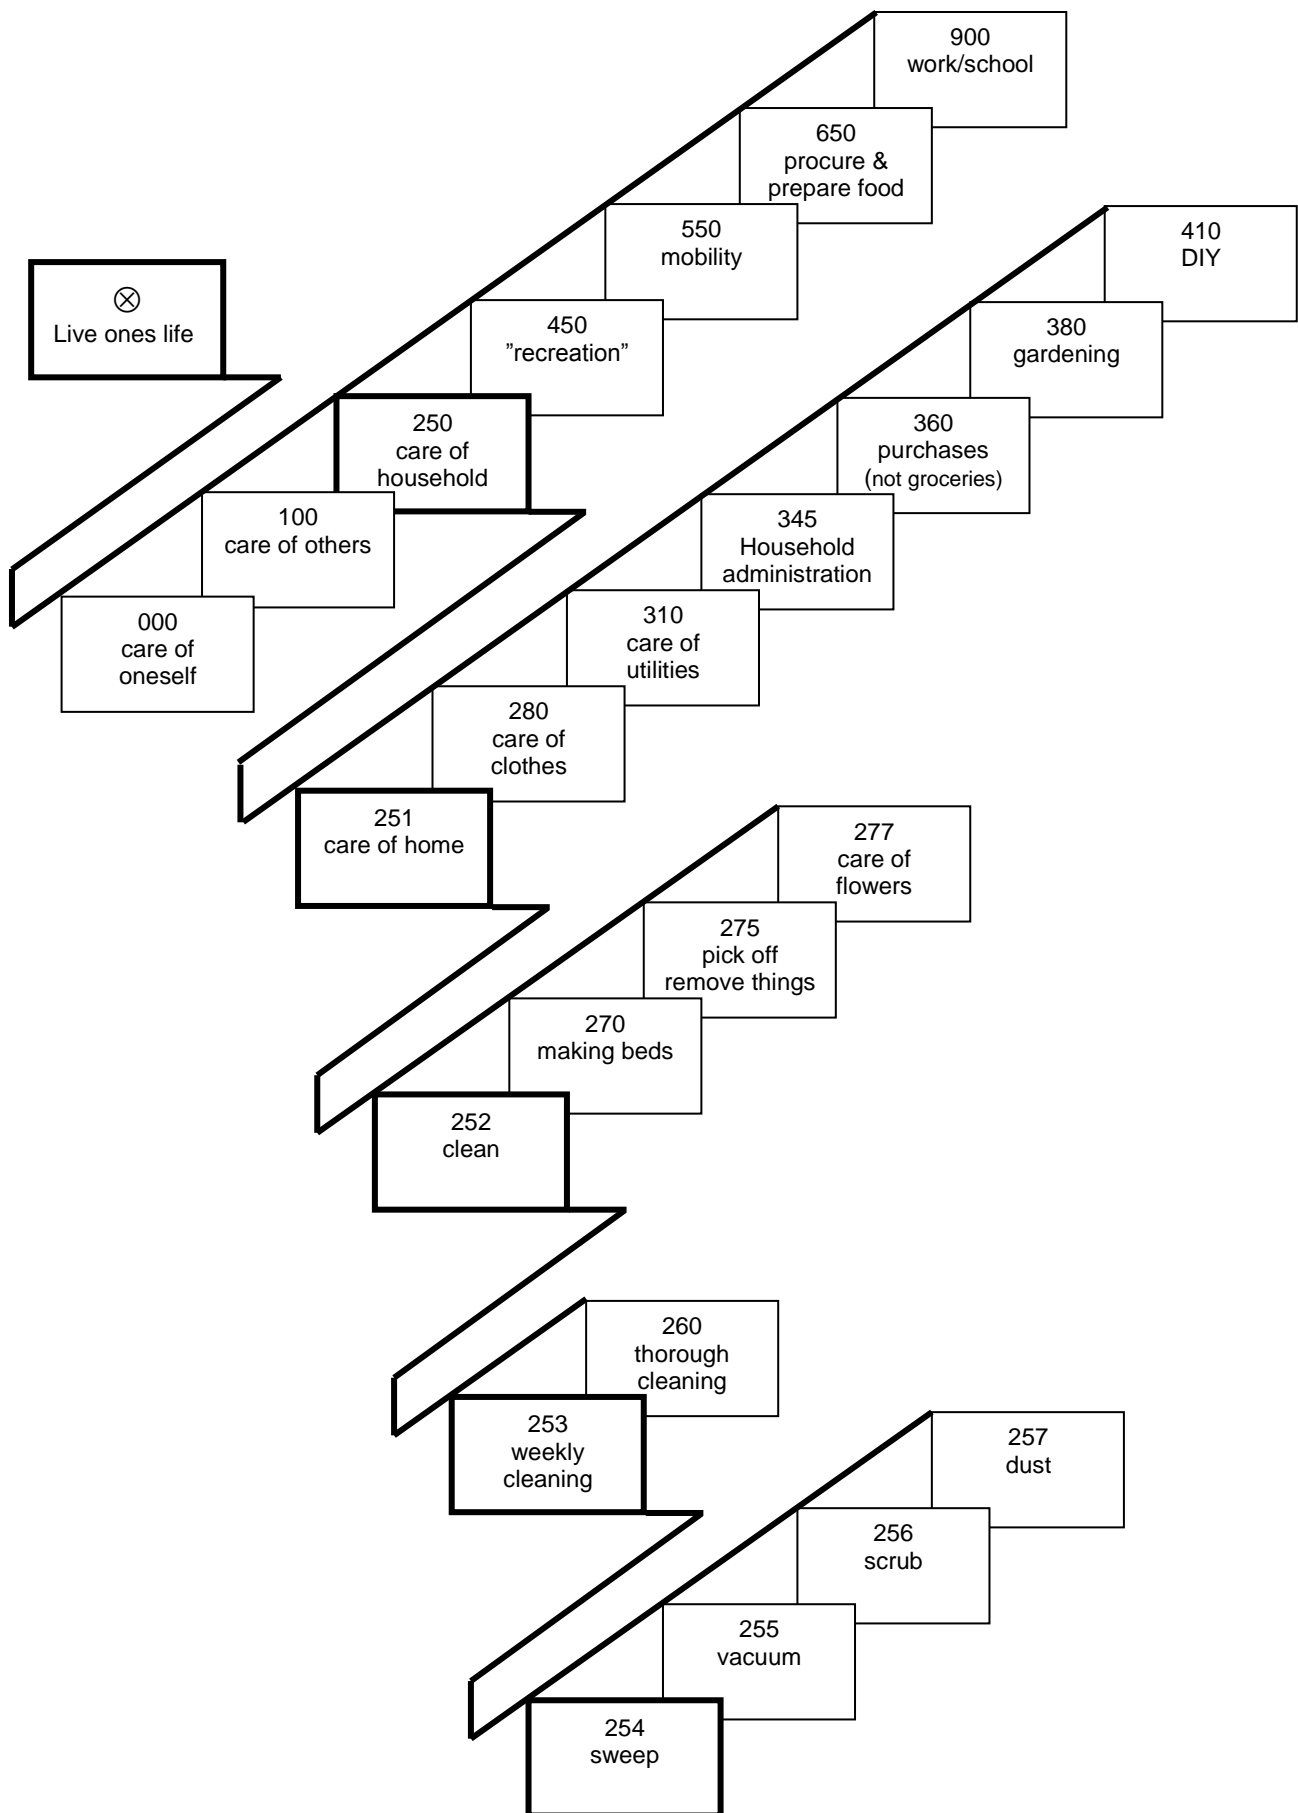 900
work/school
650
procure &
prepare food
550
mobility
450
”recreation”
250
care of
household
100
care of others
000
care of
oneself
⊗
Live ones life
410
DIY
380
gardening
360
purchases
(not groceries)
345
Household
administration
310
care of
utilities
280
care of
clothes
251
care of home
277
care of
flowers
275
pick off
remove things
270
making beds
252
clean
260
thorough
cleaning
253
weekly
cleaning
257
dust
256
scrub
255
vacuum
254
sweep